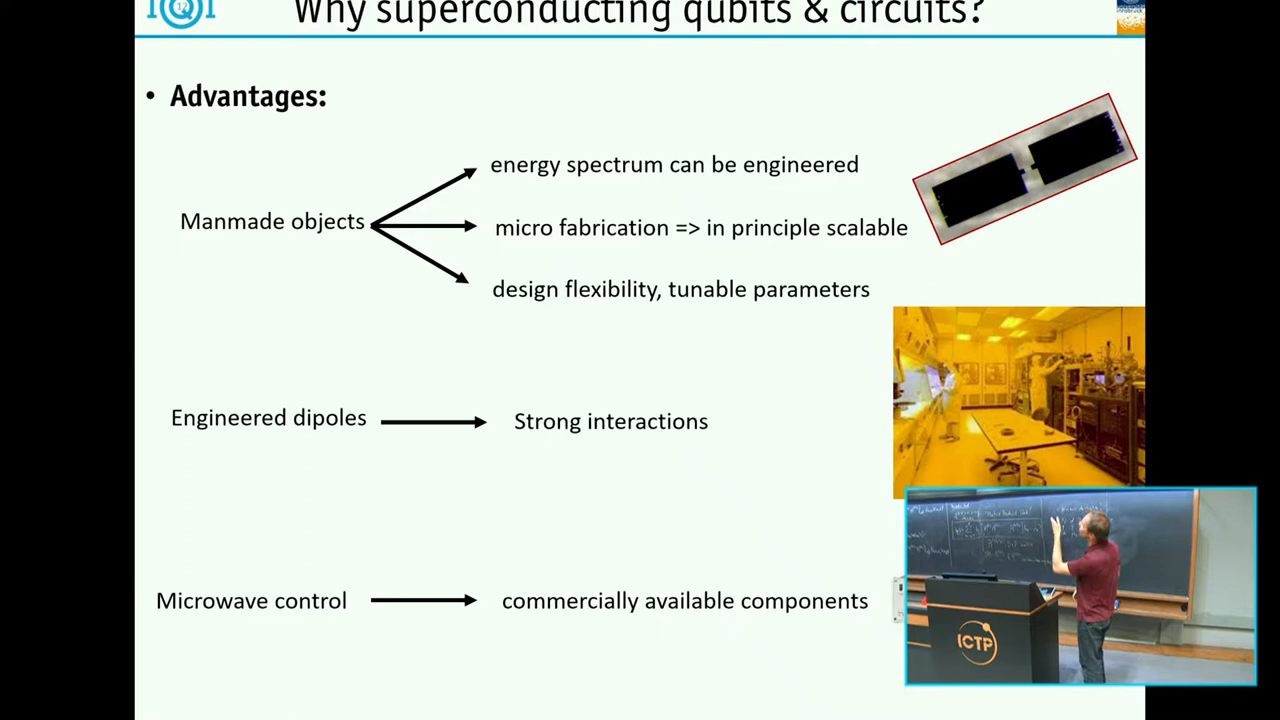 Why superconducting qubits & circuits?
• Advantages:
energy spectrum can be engineered
Manmade objects
micro fabrication => in principle scalable
design flexibility, tunable parameters
Engineered dipoles
Strong interactions
Microwave control
commercially available components
ICTP